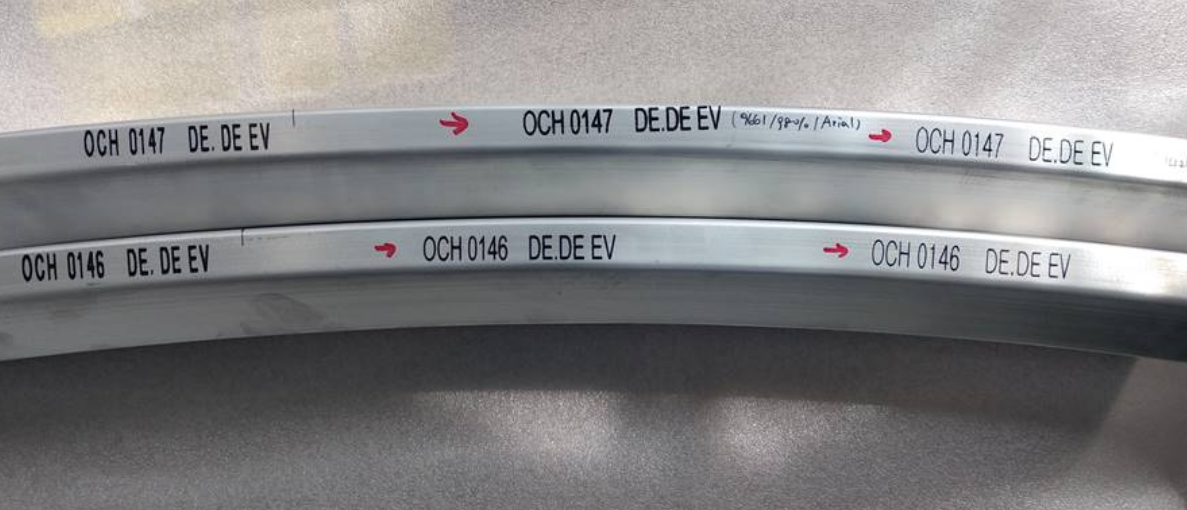 OCH 0147 DE. DE EV → OCH 0147 DE.DE EV → OCH 0147 DE.DE EV
OCH 0146 DE. DE EV → OCH 0146 DE.DE EV → OCH 0146 DE.DE EV